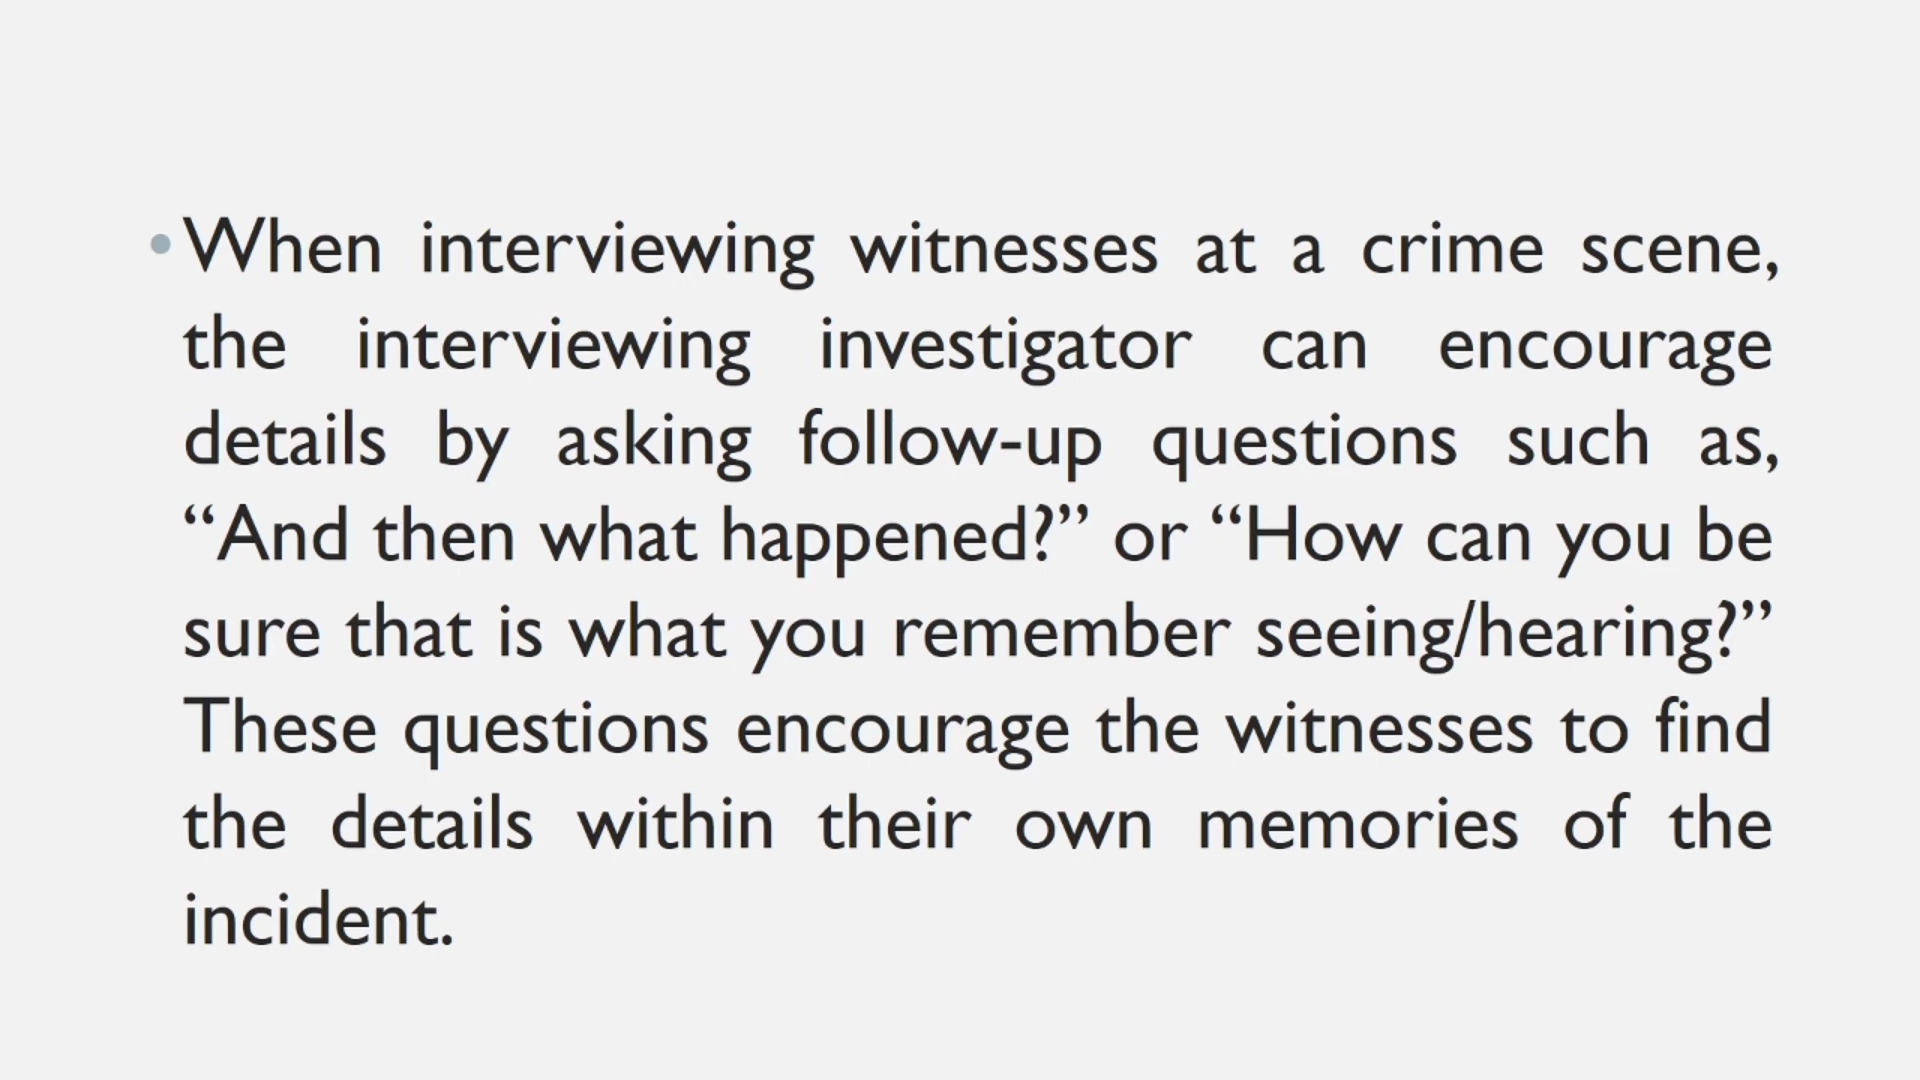 • When interviewing witnesses at a crime scene,
the interviewing investigator can encourage
details by asking follow-up questions such as,
“And then what happened?” or “How can you be
sure that is what you remember seeing/hearing?”
These questions encourage the witnesses to find
the details within their own memories of the
incident.